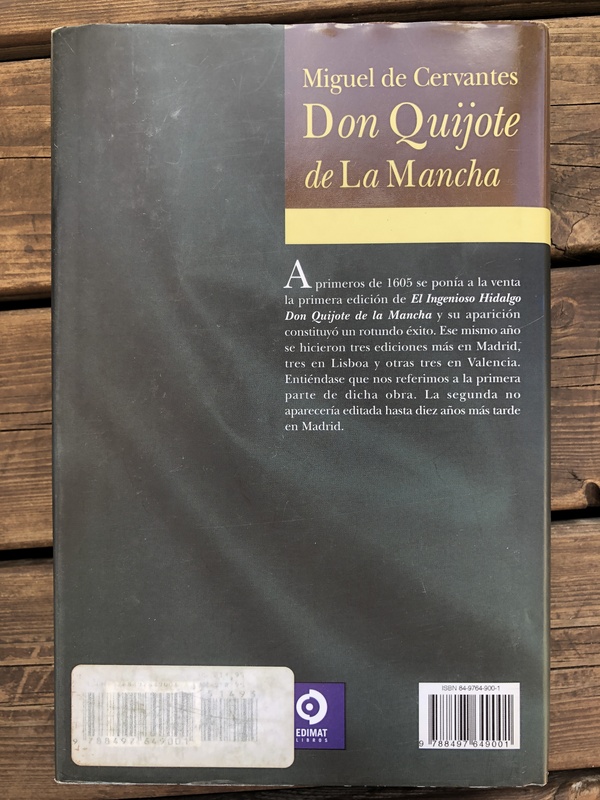 Miguel de Cervantes
Don Quijote
de La Mancha
A primeros de 1605 se ponía a la venta
la primera edición de El Ingenioso Hidalgo
Don Quijote de la Mancha y su aparición
constituyó un rotundo éxito. Ese mismo año
se hicieron tres ediciones más en Madrid,
tres en Lisboa y otras tres en Valencia.
Entiéndase que nos referimos a la primera
parte de dicha obra. La segunda no
aparecería editada hasta diez años más tarde
en Madrid.
EDIMAT
LIBROS
ISBN 84-9764-900-1
9 788497 649001
9 788497 649001